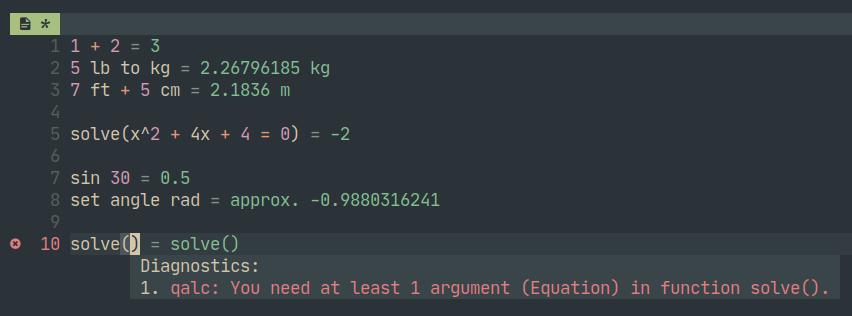 *
1 1 + 2 = 3
2 5 lb to kg = 2.26796185 kg
3 7 ft + 5 cm = 2.1836 m
4
5 solve(x^2 + 4x + 4 = 0) = -2
6
7 sin 30 = 0.5
8 set angle rad = approx. -0.9880316241
9
10 solve() = solve()
Diagnostics:
1. qalc: You need at least 1 argument (Equation) in function solve().